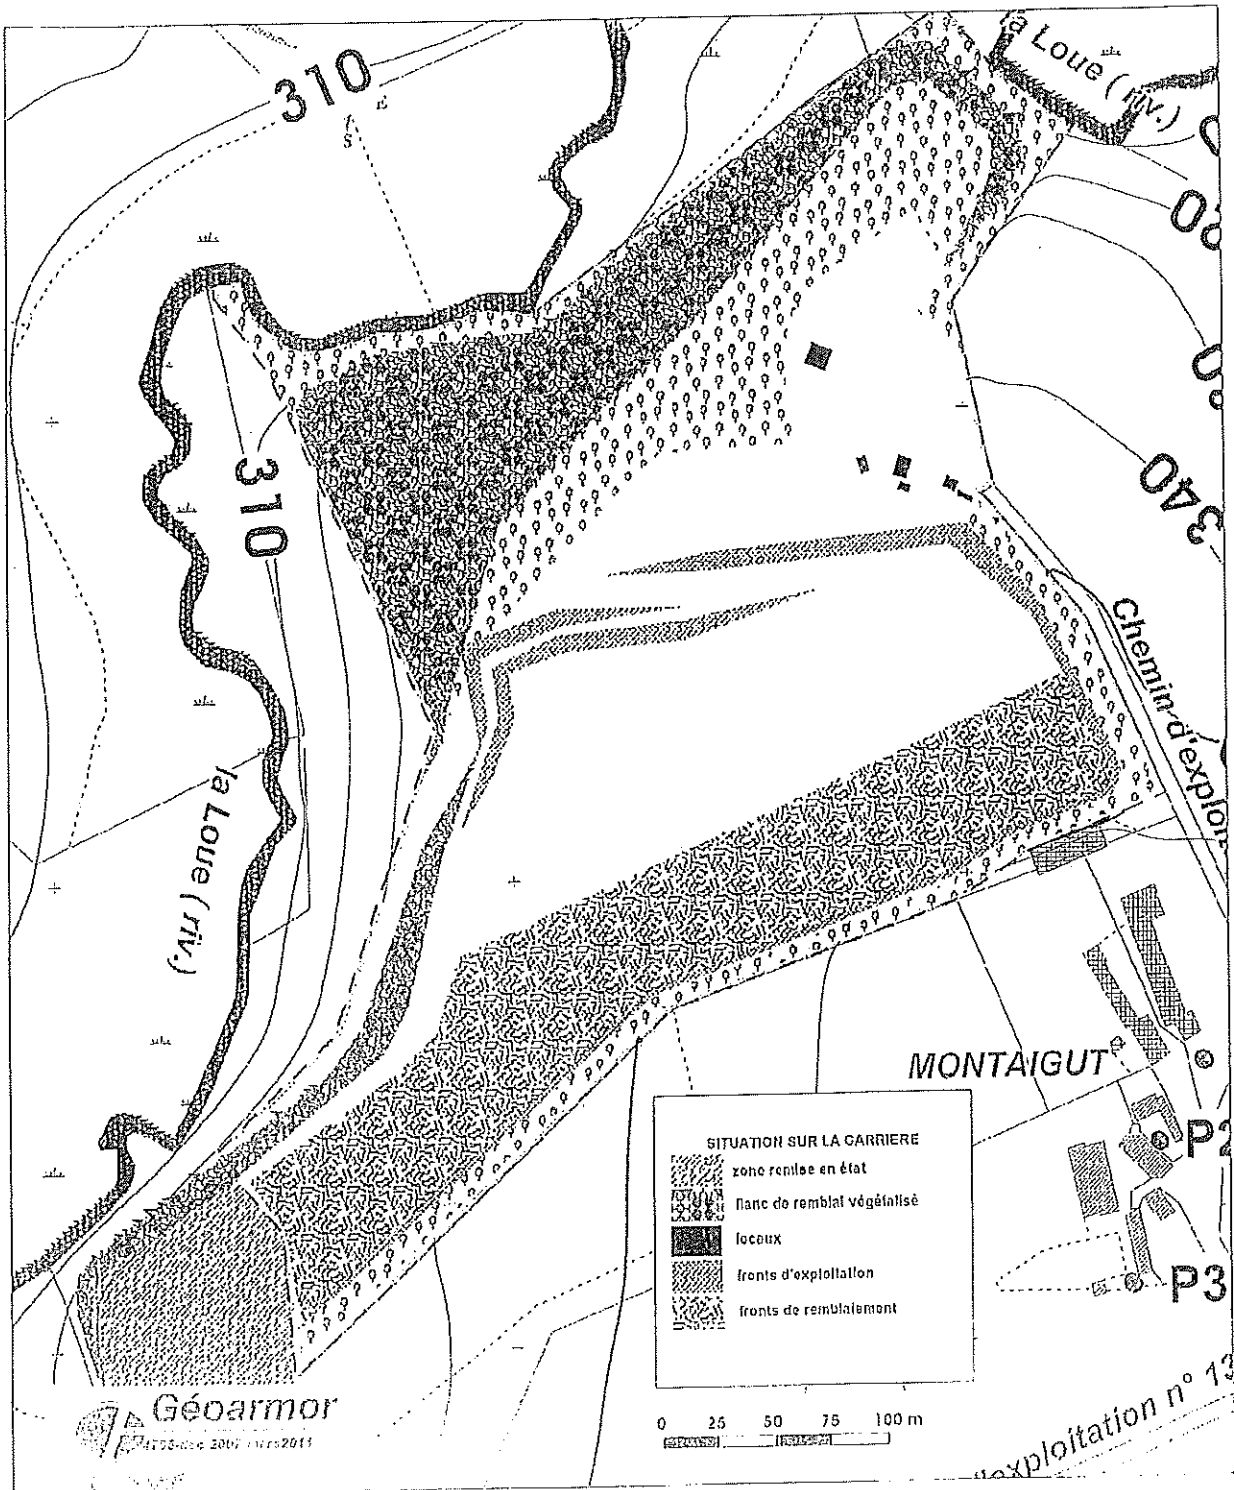 la Loue ( riv.)
310
310
340
Chemin d'exploi
la Loue ( riv.)
MONTAIGUT
P2
P3
SITUATION SUR LA CARRIERE
zone remise en état
flanc de remblai végétalisé
locaux
fronts d'exploitation
fronts de remblaiement
Géoarmor
0 25 50 75 100 m
d'exploitation n° 13